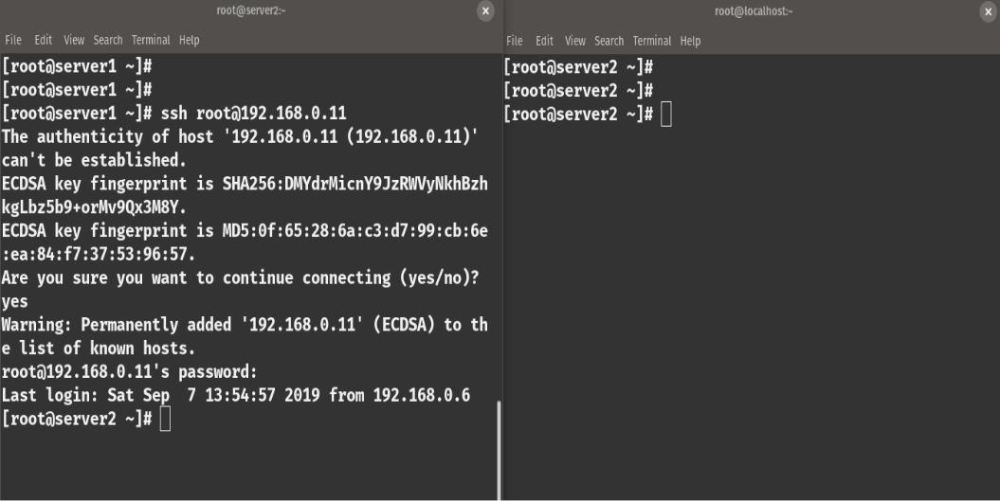 root@server2:~
File Edit View Search Terminal Help
[root@server1 ~]#
[root@server1 ~]#
[root@server1 ~]# ssh root@192.168.0.11
The authenticity of host '192.168.0.11 (192.168.0.11)'
can't be established.
ECDSA key fingerprint is SHA256:DMYdrMicnY9JzRWVyNkhBzh
kgLbz5b9+orMv9Qx3M8Y.
ECDSA key fingerprint is MD5:0f:65:28:6a:c3:d7:99:cb:6e
:ea:84:f7:37:53:96:57.
Are you sure you want to continue connecting (yes/no)?
yes
Warning: Permanently added '192.168.0.11' (ECDSA) to th
e list of known hosts.
root@192.168.0.11's password:
Last login: Sat Sep  7 13:54:57 2019 from 192.168.0.6
[root@server2 ~]#
root@localhost:~
File Edit View Search Terminal Help
[root@server2 ~]#
[root@server2 ~]#
[root@server2 ~]#